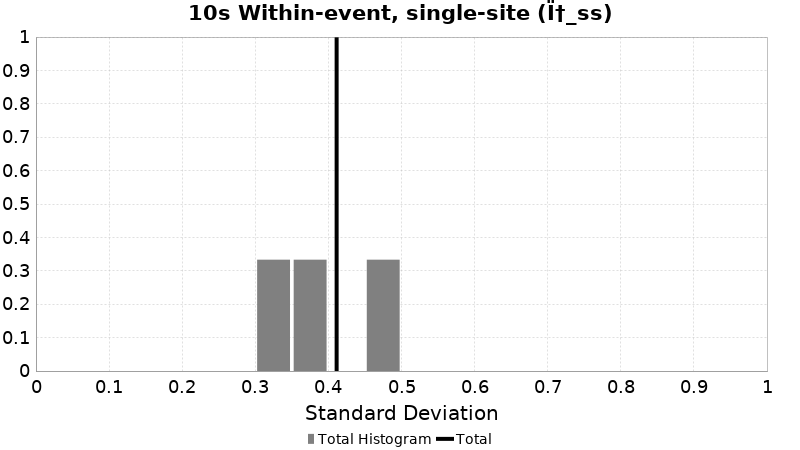 10s Within-event, single-site (Ï†_ss)
1
0.9
0.8
0.7
0.6
0.5
0.4
0.3
0.2
0.1
0
0 0.1 0.2 0.3 0.4 0.5 0.6 0.7 0.8 0.9 1
Standard Deviation
Total Histogram Total